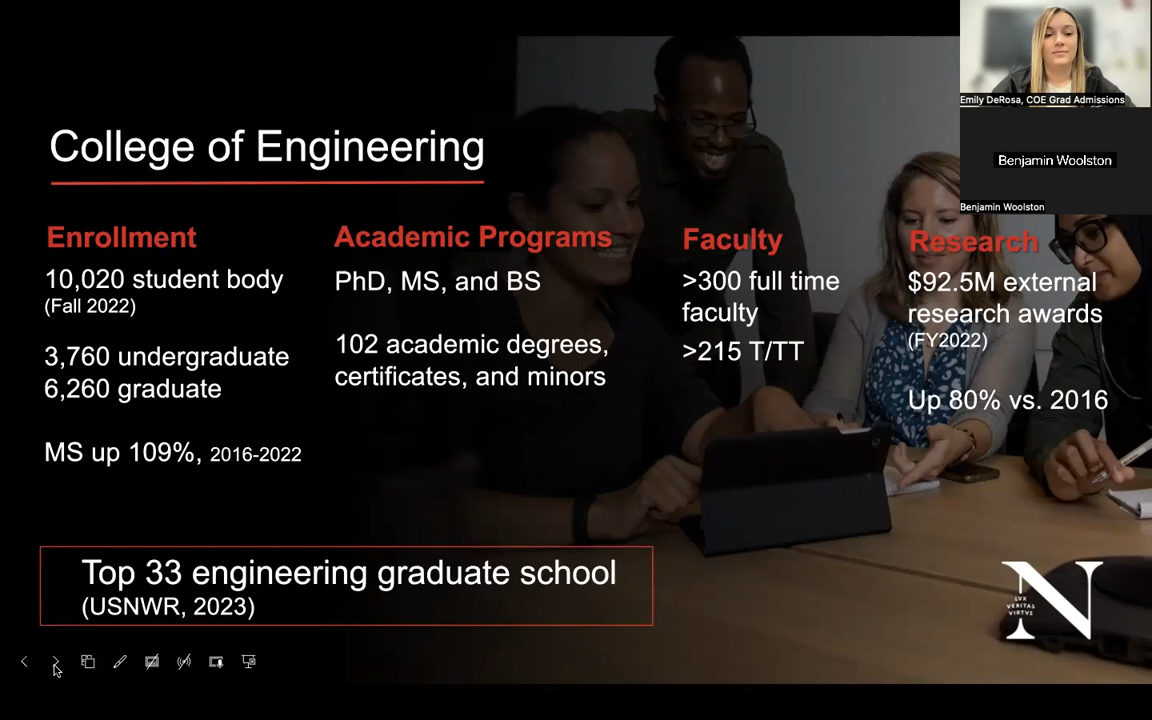 College of Engineering
Enrollment
10,020 student body
(Fall 2022)
3,760 undergraduate
6,260 graduate
MS up 109%, 2016-2022
Academic Programs
PhD, MS, and BS
102 academic degrees,
certificates, and minors
Faculty
>300 full time
faculty
>215 T/TT
Research
$92.5M external
research awards
(FY2022)
Up 80% vs. 2016
Top 33 engineering graduate school
(USNWR, 2023)
N
LVX
VERITAS
VIRTVS
Emily DeRosa, COE Grad Admissions
Benjamin Woolston
Benjamin Woolston